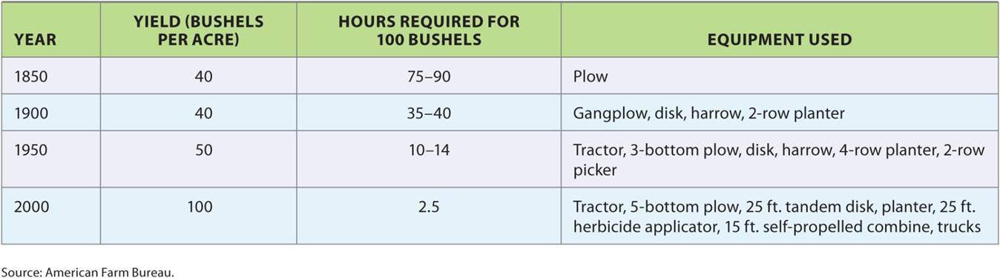 YEAR
YIELD (BUSHELS
PER ACRE)
HOURS REQUIRED FOR
100 BUSHELS
EQUIPMENT USED
1850
40
75–90
Plow
1900
40
35–40
Gangplow, disk, harrow, 2-row planter
1950
50
10–14
Tractor, 3-bottom plow, disk, harrow, 4-row planter, 2-row
picker
2000
100
2.5
Tractor, 5-bottom plow, 25 ft. tandem disk, planter, 25 ft.
herbicide applicator, 15 ft. self-propelled combine, trucks
Source: American Farm Bureau.